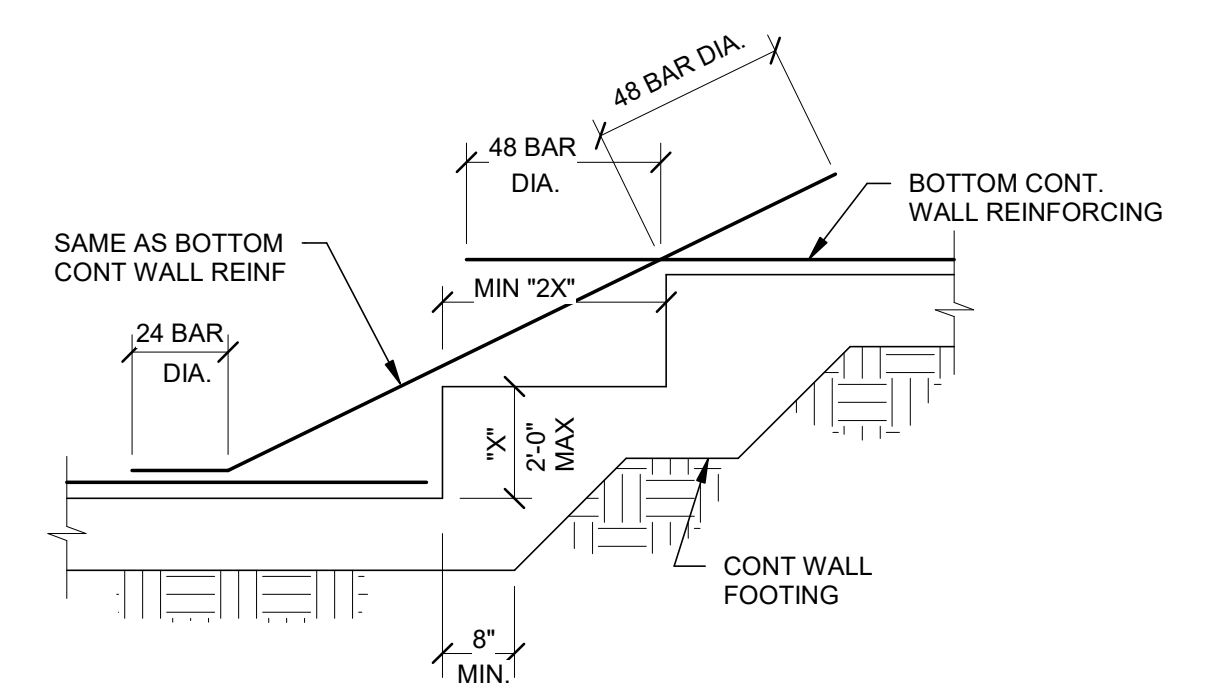 48 BAR DIA.
48 BAR
DIA.
BOTTOM CONT.
WALL REINFORCING
SAME AS BOTTOM
CONT WALL REINF
MIN "2X"
24 BAR
DIA.
"X"
2'-0"
MAX
CONT WALL
FOOTING
8"
MIN.